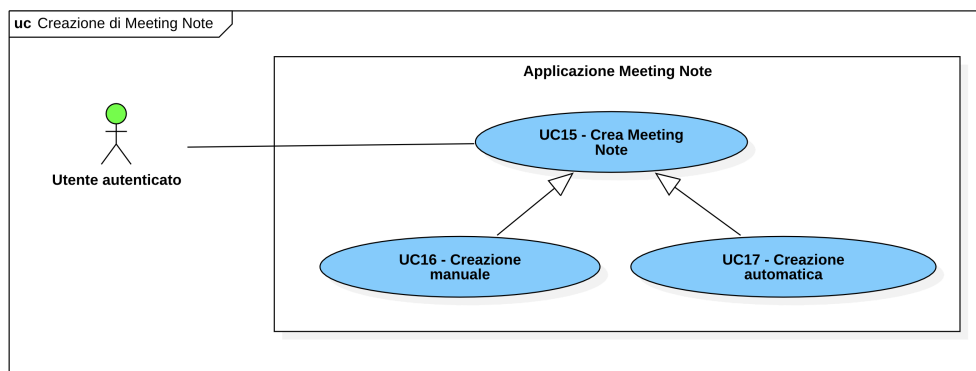 uc Creazione di Meeting Note
Applicazione Meeting Note
UC15 - Crea Meeting
Note
Utente autenticato
UC16 - Creazione
manuale
UC17 - Creazione
automatica